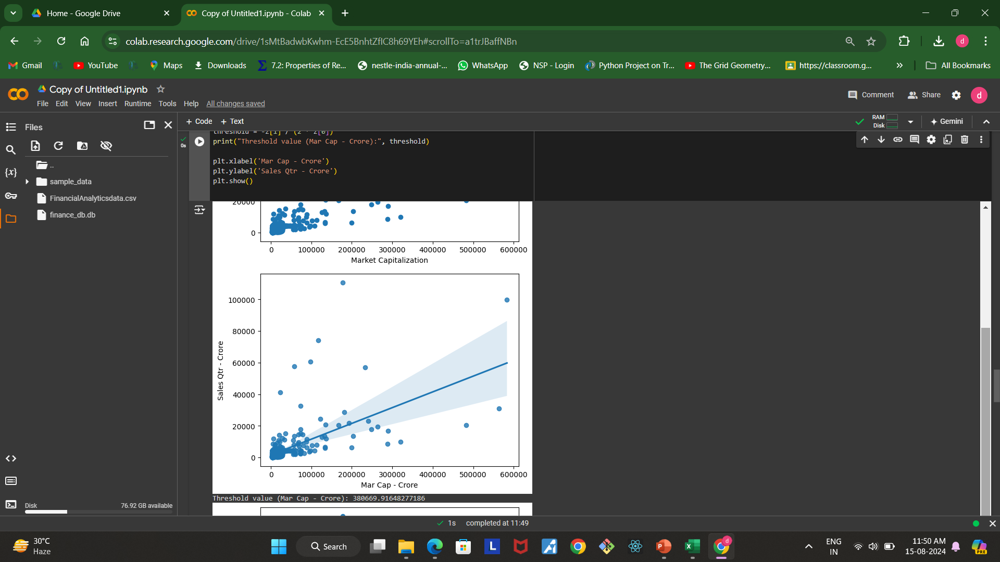 Home - Google Drive
Copy of Untitled1.ipynb - Colab
colab.research.google.com/drive/1sMtBadwbKwhm-EcE5BnhtZflC8h69YEh#scrollTo=a1trJBaffNBn
d
Gmail
YouTube
Maps
Downloads
7.2: Properties of Re...
nestle-india-annual-...
WhatsApp
NSP - Login
Python Project on Tr...
The Grid Geometry...
https://classroom.g...
All Bookmarks
Copy of Untitled1.ipynb
File Edit View Insert Runtime Tools Help All changes saved
Comment
Share
d
Files
+ Code + Text
RAM
Disk
Gemini
..
sample_data
FinancialAnalyticsdata.csv
finance_db.db
Disk
76.92 GB available
0s
threshold = -z[1] / (2 * z[0])
print("Threshold value (Mar Cap - Crore):", threshold)
plt.xlabel('Mar Cap - Crore')
plt.ylabel('Sales Qtr - Crore')
plt.show()
20000
0
0 100000 200000 300000 400000 500000 600000
Market Capitalization
100000
80000
60000
40000
20000
0
Sales Qtr - Crore
0 100000 200000 300000 400000 500000 600000
Mar Cap - Crore
Threshold value (Mar Cap - Crore): 380669.91648277186
1s completed at 11:49
30°C
Haze
Search
L
P
X
d
ENG
IN
11:50 AM
15-08-2024
PRE